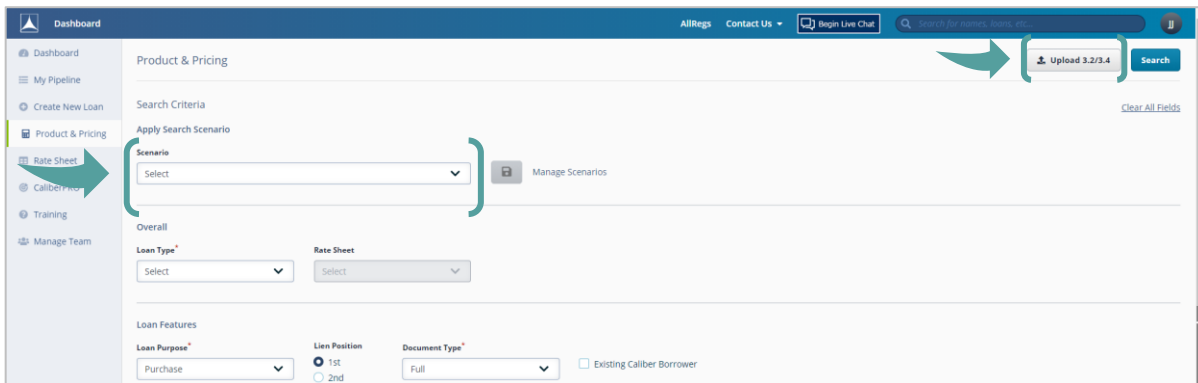 Dashboard
AllRegs Contact Us Begin Live Chat Search for names, loans, etc...
JJ
Dashboard
My Pipeline
Create New Loan
Product & Pricing
Rate Sheet
CaliberPRO
Training
Manage Team
Product & Pricing
Upload 3.2/3.4 Search
Search Criteria
Clear All Fields
Apply Search Scenario
Scenario
Select
Manage Scenarios
Overall
Loan Type* Rate Sheet
Select Select
Loan Features
Loan Purpose* Lien Position Document Type*
Purchase 1st Full Existing Caliber Borrower
2nd